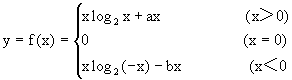 y = f(x) = { x log₂ x + ax (x＞0)
0 (x = 0)
x log₂(−x) − bx (x＜0